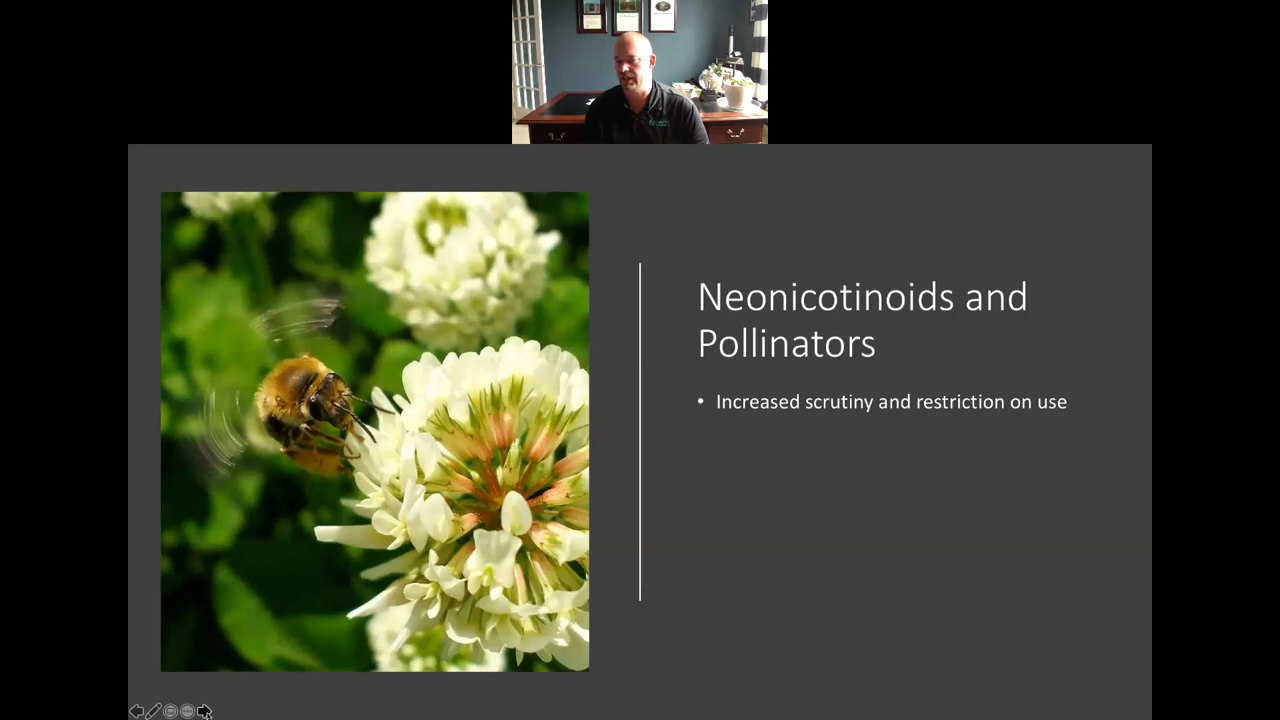 Neonicotinoids and
Pollinators
• Increased scrutiny and restriction on use